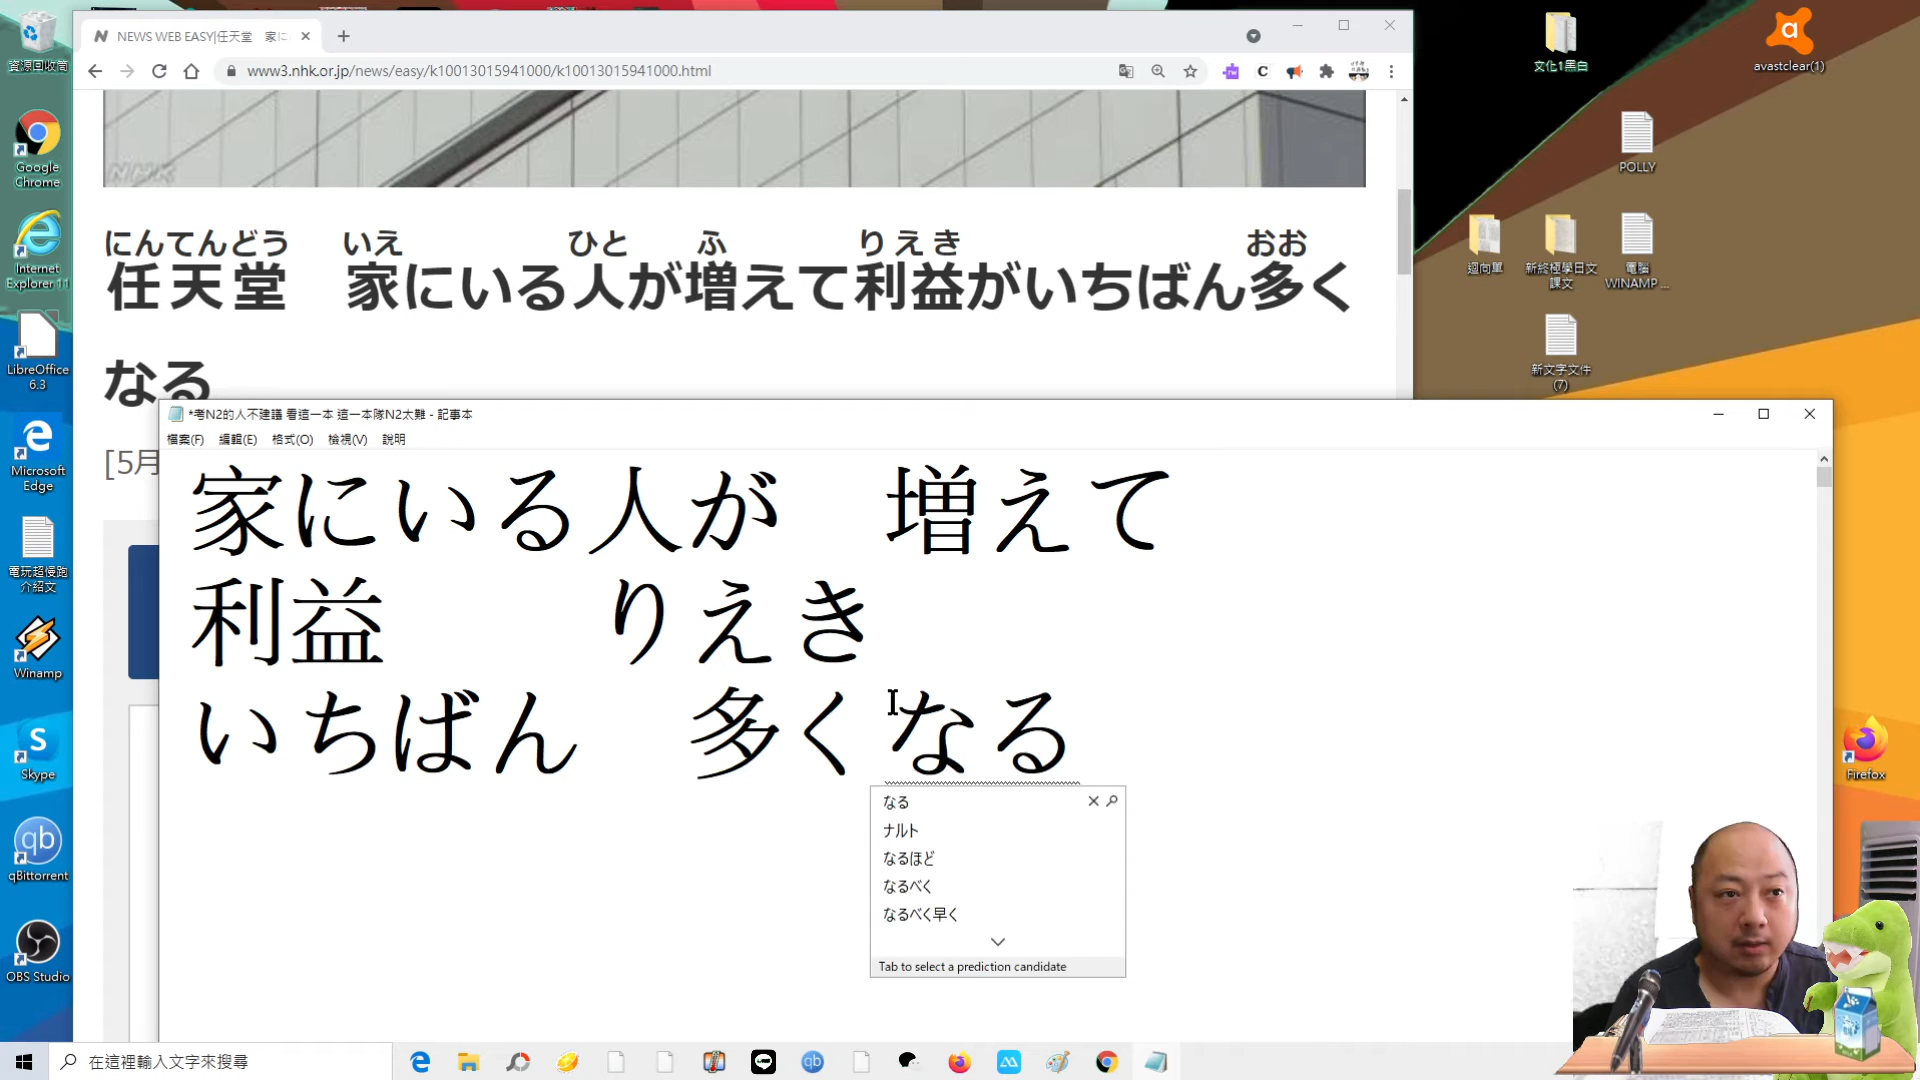 資源回收筒
Google Chrome
Internet Explorer 11
LibreOffice 6.3
Microsoft Edge
電玩超慢跑介紹文
Winamp
Skype
qBittorrent
OBS Studio
NEWS WEB EASY|任天堂　家に
www3.nhk.or.jp/news/easy/k10013015941000/k10013015941000.html
NHK
にんてんどう　いえ　ひと　ふ　りえき　おお
任天堂　家にいる人が増えて利益がいちばん多く
なる
[5月
*考N2的人不建議 看這一本 這一本隊N2太難 - 記事本
檔案(F)　編輯(E)　格式(O)　檢視(V)　說明
家にいる人が　増えて
利益　　りえき
いちばん　多くなる
なる
ナルト
なるほど
なるべく
なるべく早く
Tab to select a prediction candidate
文化1黑白
avastclear(1)
POLLY
迴向單
新終極學日文課文
電腦
WINAMP ...
新文字文件
(7)
Firefox
在這裡輸入文字來搜尋